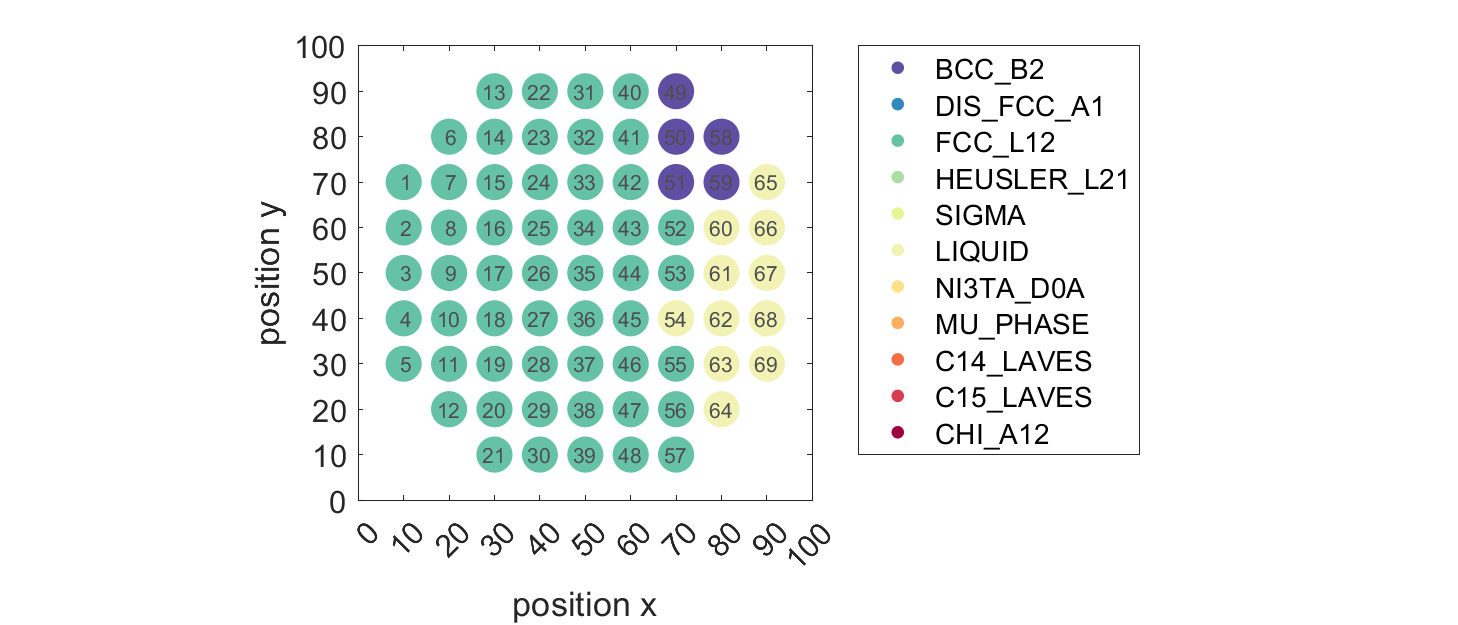 100
90
80
70
60
50
40
30
20
10
0
position y
13 22 31 40 49
6 14 23 32 41 50 58
1 7 15 24 33 42 51 59 65
2 8 16 25 34 43 52 60 66
3 9 17 26 35 44 53 61 67
4 10 18 27 36 45 54 62 68
5 11 19 28 37 46 55 63 69
12 20 29 38 47 56 64
21 30 39 48 57
0 10 20 30 40 50 60 70 80 90 100
position x
BCC_B2
DIS_FCC_A1
FCC_L12
HEUSLER_L21
SIGMA
LIQUID
NI3TA_D0A
MU_PHASE
C14_LAVES
C15_LAVES
CHI_A12